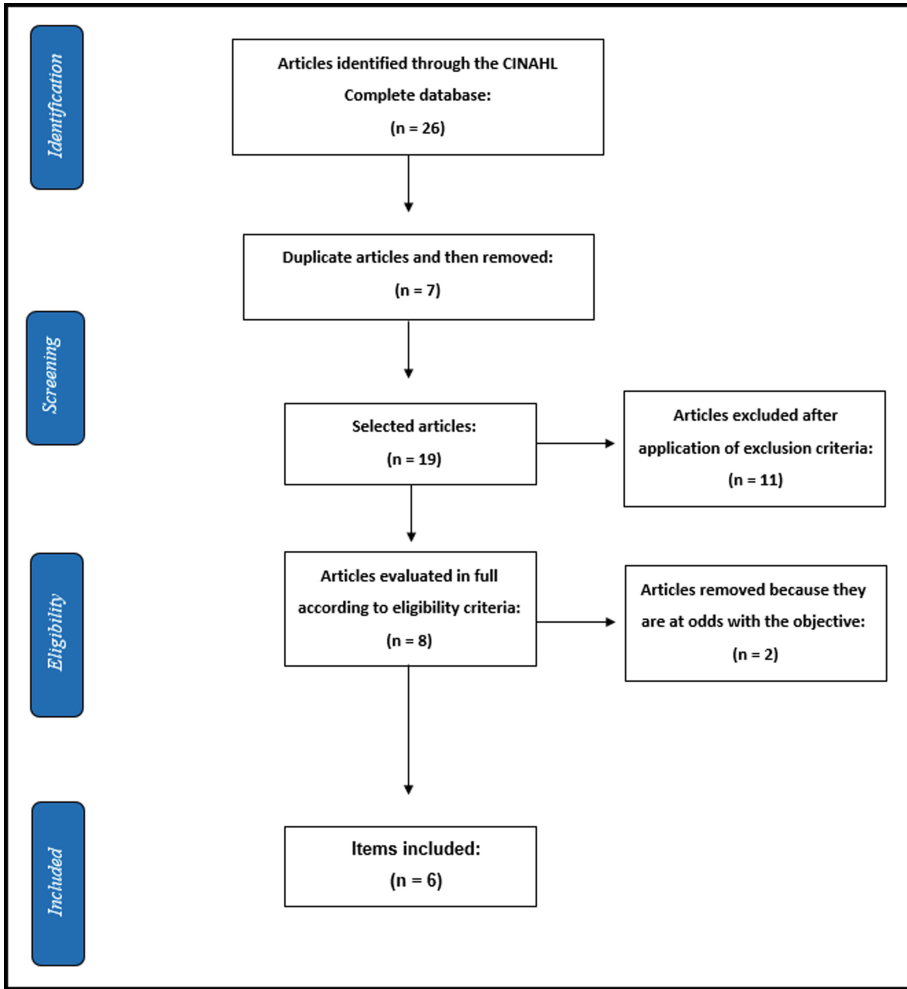 Identification
Articles identified through the CINAHL
Complete database:
(n = 26)
Duplicate articles and then removed:
(n = 7)
Screening
Selected articles:
(n = 19)
Articles excluded after
application of exclusion criteria:
(n = 11)
Eligibility
Articles evaluated in full
according to eligibility criteria:
(n = 8)
Articles removed because they
are at odds with the objective:
(n = 2)
Included
Items included:
(n = 6)